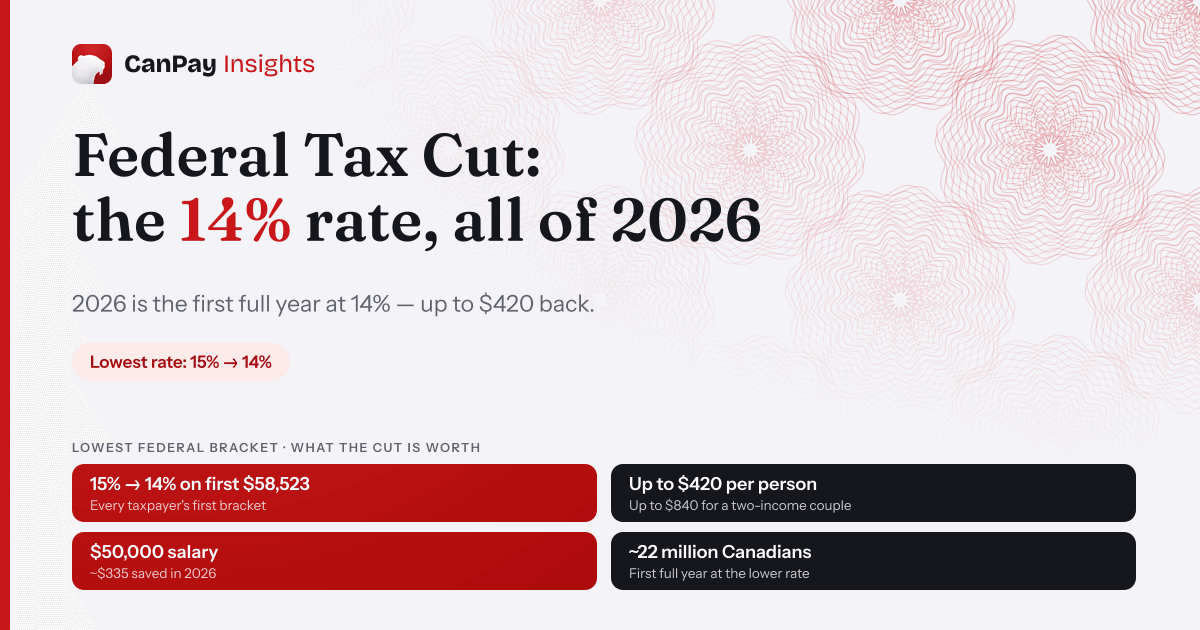 CanPay Insights
Federal Tax Cut:
the 14% rate, all of 2026
2026 is the first full year at 14% — up to $420 back.
Lowest rate: 15% → 14%
LOWEST FEDERAL BRACKET · WHAT THE CUT IS WORTH
15% → 14% on first $58,523
Every taxpayer's first bracket
Up to $420 per person
Up to $840 for a two-income couple
$50,000 salary
~$335 saved in 2026
~22 million Canadians
First full year at the lower rate